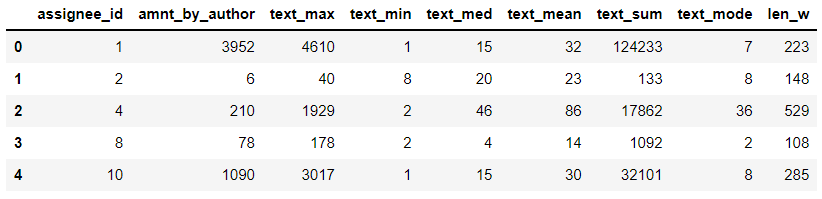 assignee_id amnt_by_author text_max text_min text_med text_mean text_sum text_mode len_w
0 1 3952 4610 1 15 32 124233 7 223
1 2 6 40 8 20 23 133 8 148
2 4 210 1929 2 46 86 17862 36 529
3 8 78 178 2 4 14 1092 2 108
4 10 1090 3017 1 15 30 32101 8 285